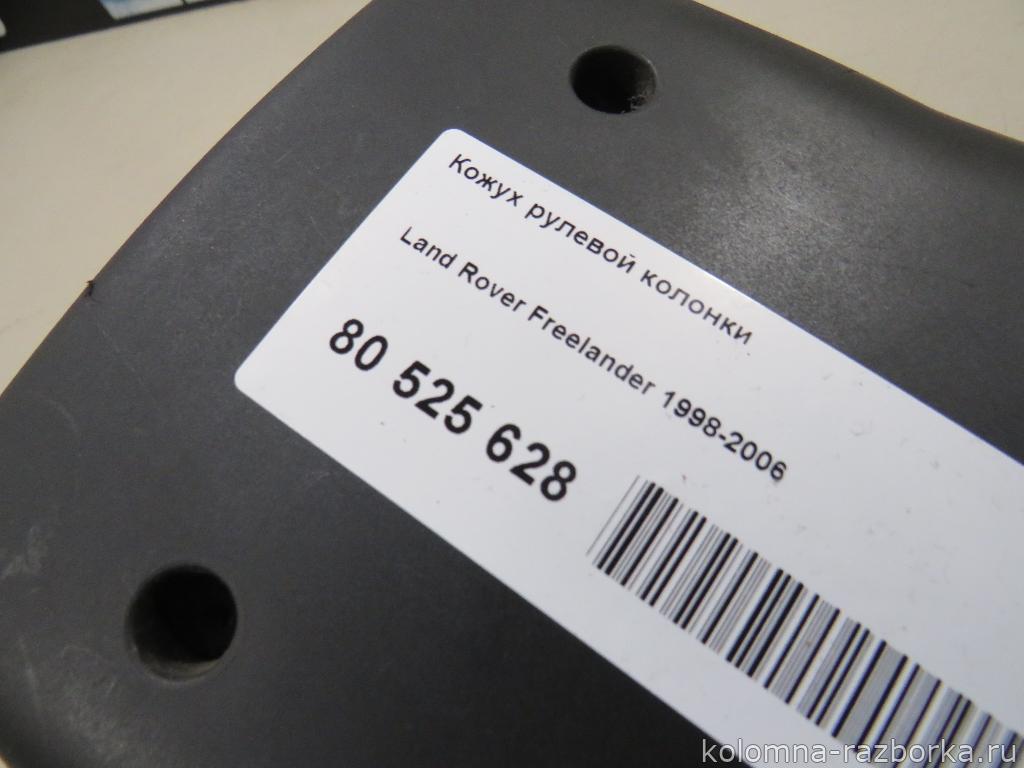 Кожух рулевой колонки
Land Rover Freelander 1998-2006
80 525 628
kolomna-razborka.ru